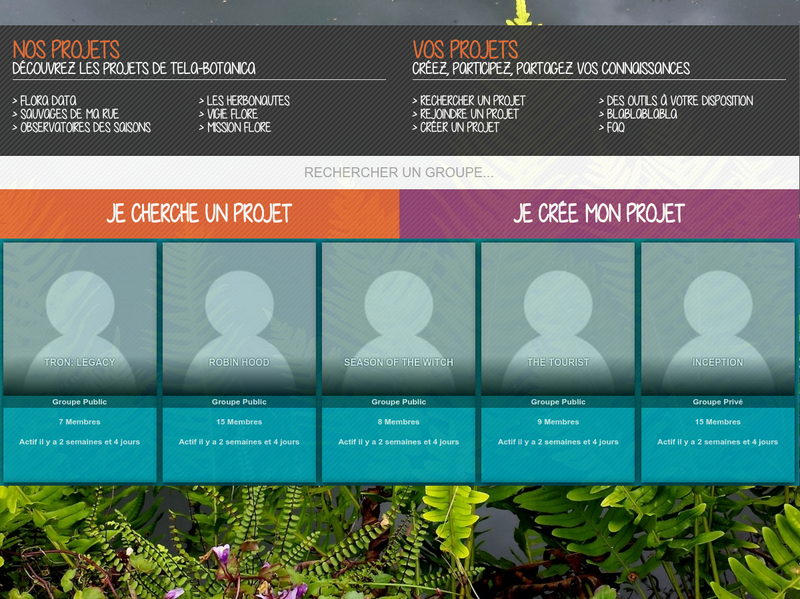 NOS PROJETS
DÉCOUVREZ LES PROJETS DE TELA-BOTANICA
> FLORA DATA
> SAUVAGES DE MA RUE
> OBSERVATOIRES DES SAISONS
> LES HERBONAUTES
> VIGIE FLORE
> MISSION FLORE
VOS PROJETS
CRÉEZ, PARTICIPEZ, PARTAGEZ VOS CONNAISSANCES
> RECHERCHER UN PROJET
> REJOINDRE UN PROJET
> CRÉER UN PROJET
> DES OUTILS À VOTRE DISPOSITION
> BLABLABLABLA
> FAQ
RECHERCHER UN GROUPE...
JE CHERCHE UN PROJET
JE CRÉE MON PROJET
TRON: LEGACY
Groupe Public
7 Membres
Actif il y a 2 semaines et 4 jours
ROBIN HOOD
Groupe Public
15 Membres
Actif il y a 2 semaines et 4 jours
SEASON OF THE WITCH
Groupe Public
8 Membres
Actif il y a 2 semaines et 4 jours
THE TOURIST
Groupe Public
9 Membres
Actif il y a 2 semaines et 4 jours
INCEPTION
Groupe Privé
15 Membres
Actif il y a 2 semaines et 4 jours